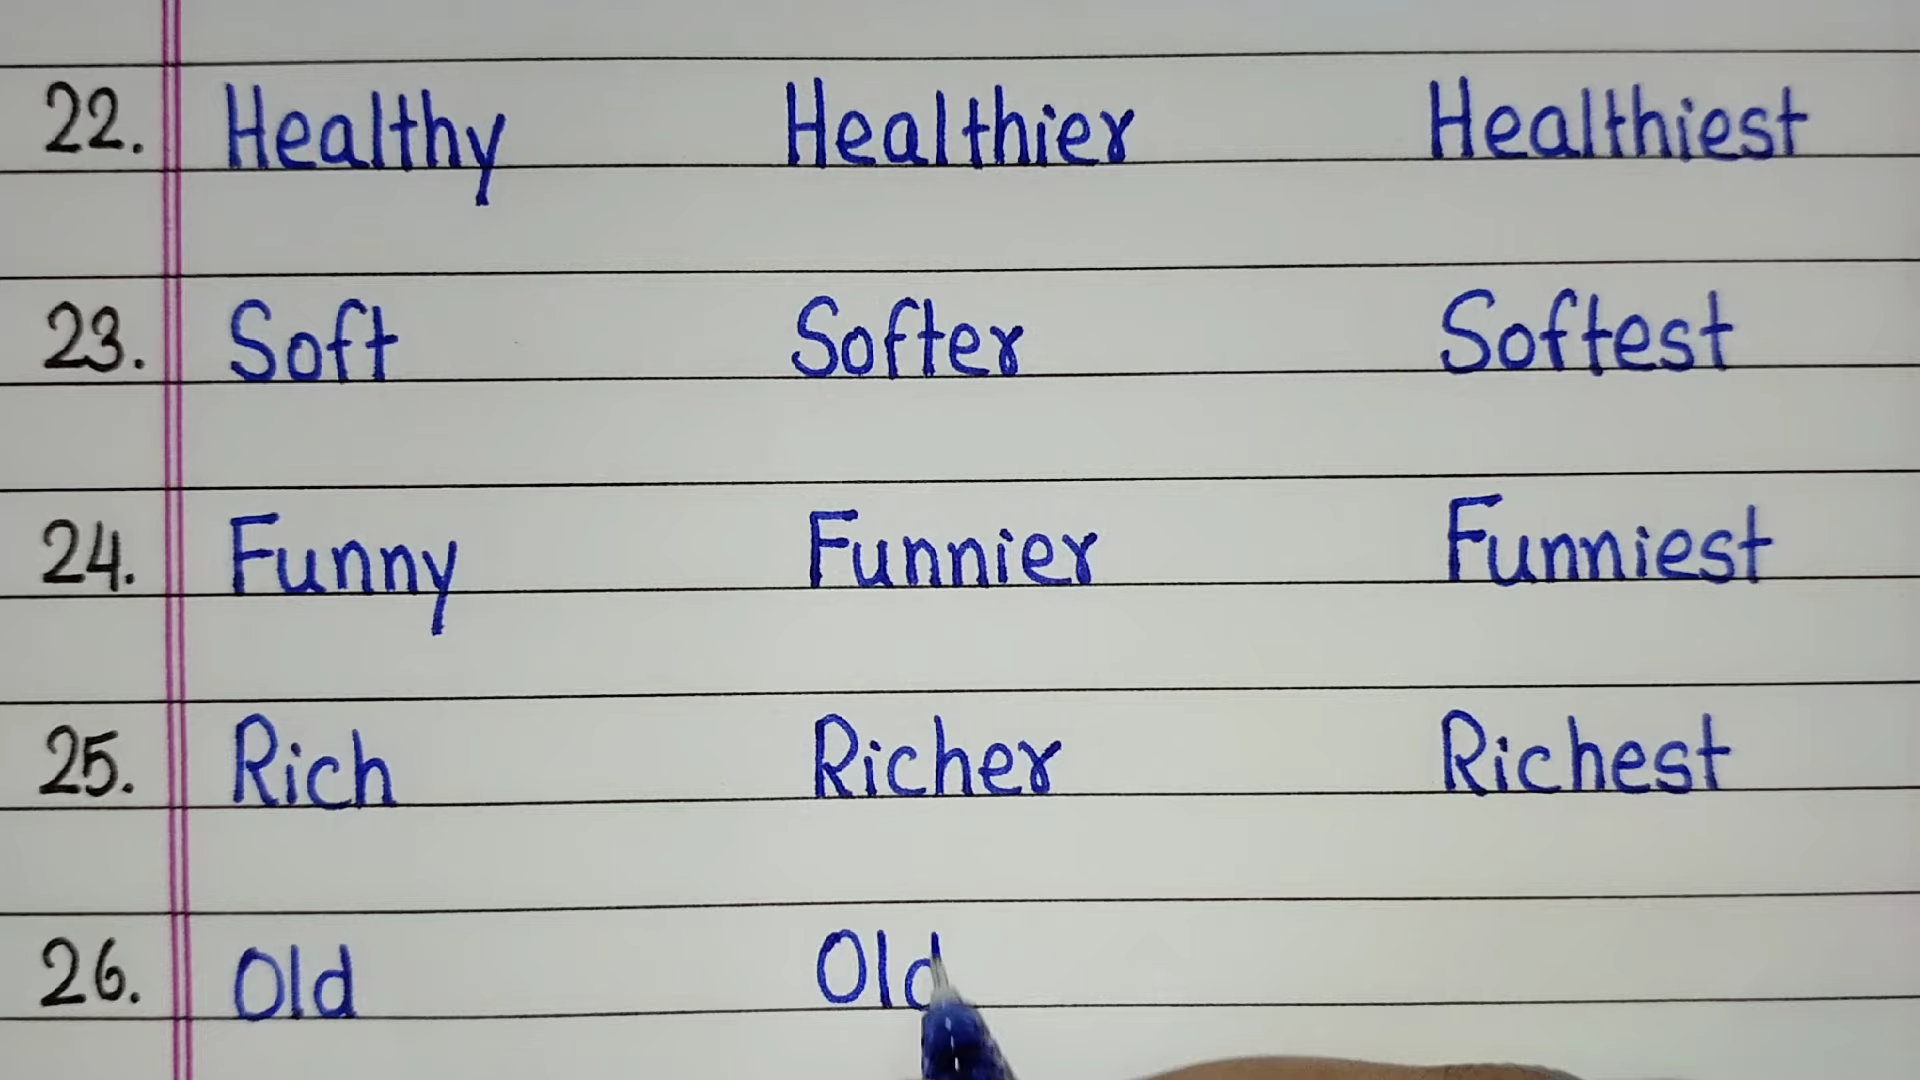 22. Healthy Healthier Healthiest
23. Soft Softer Softest
24. Funny Funnier Funniest
25. Rich Richer Richest
26. Old Old